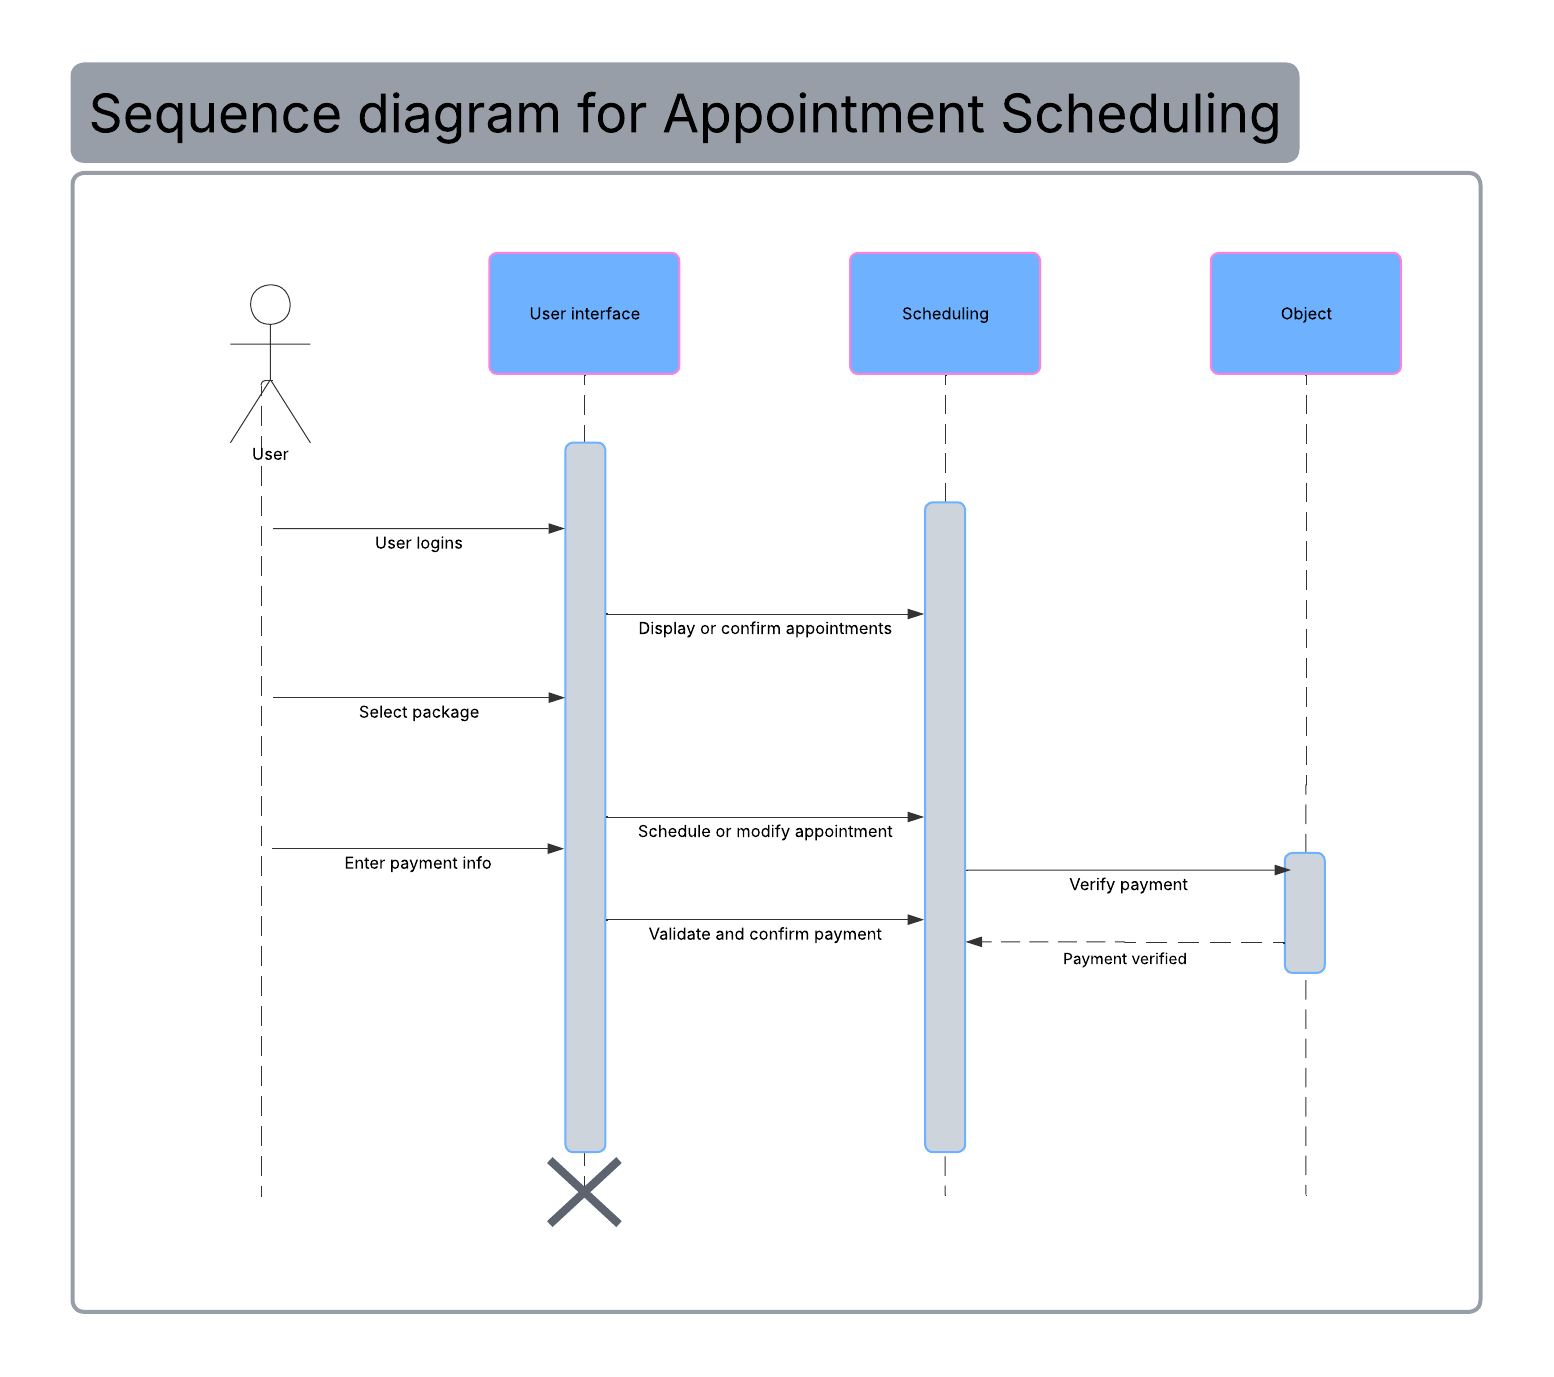 Sequence diagram for Appointment Scheduling
User interface
Scheduling
Object
User
User logins
Display or confirm appointments
Select package
Schedule or modify appointment
Enter payment info
Verify payment
Validate and confirm payment
Payment verified